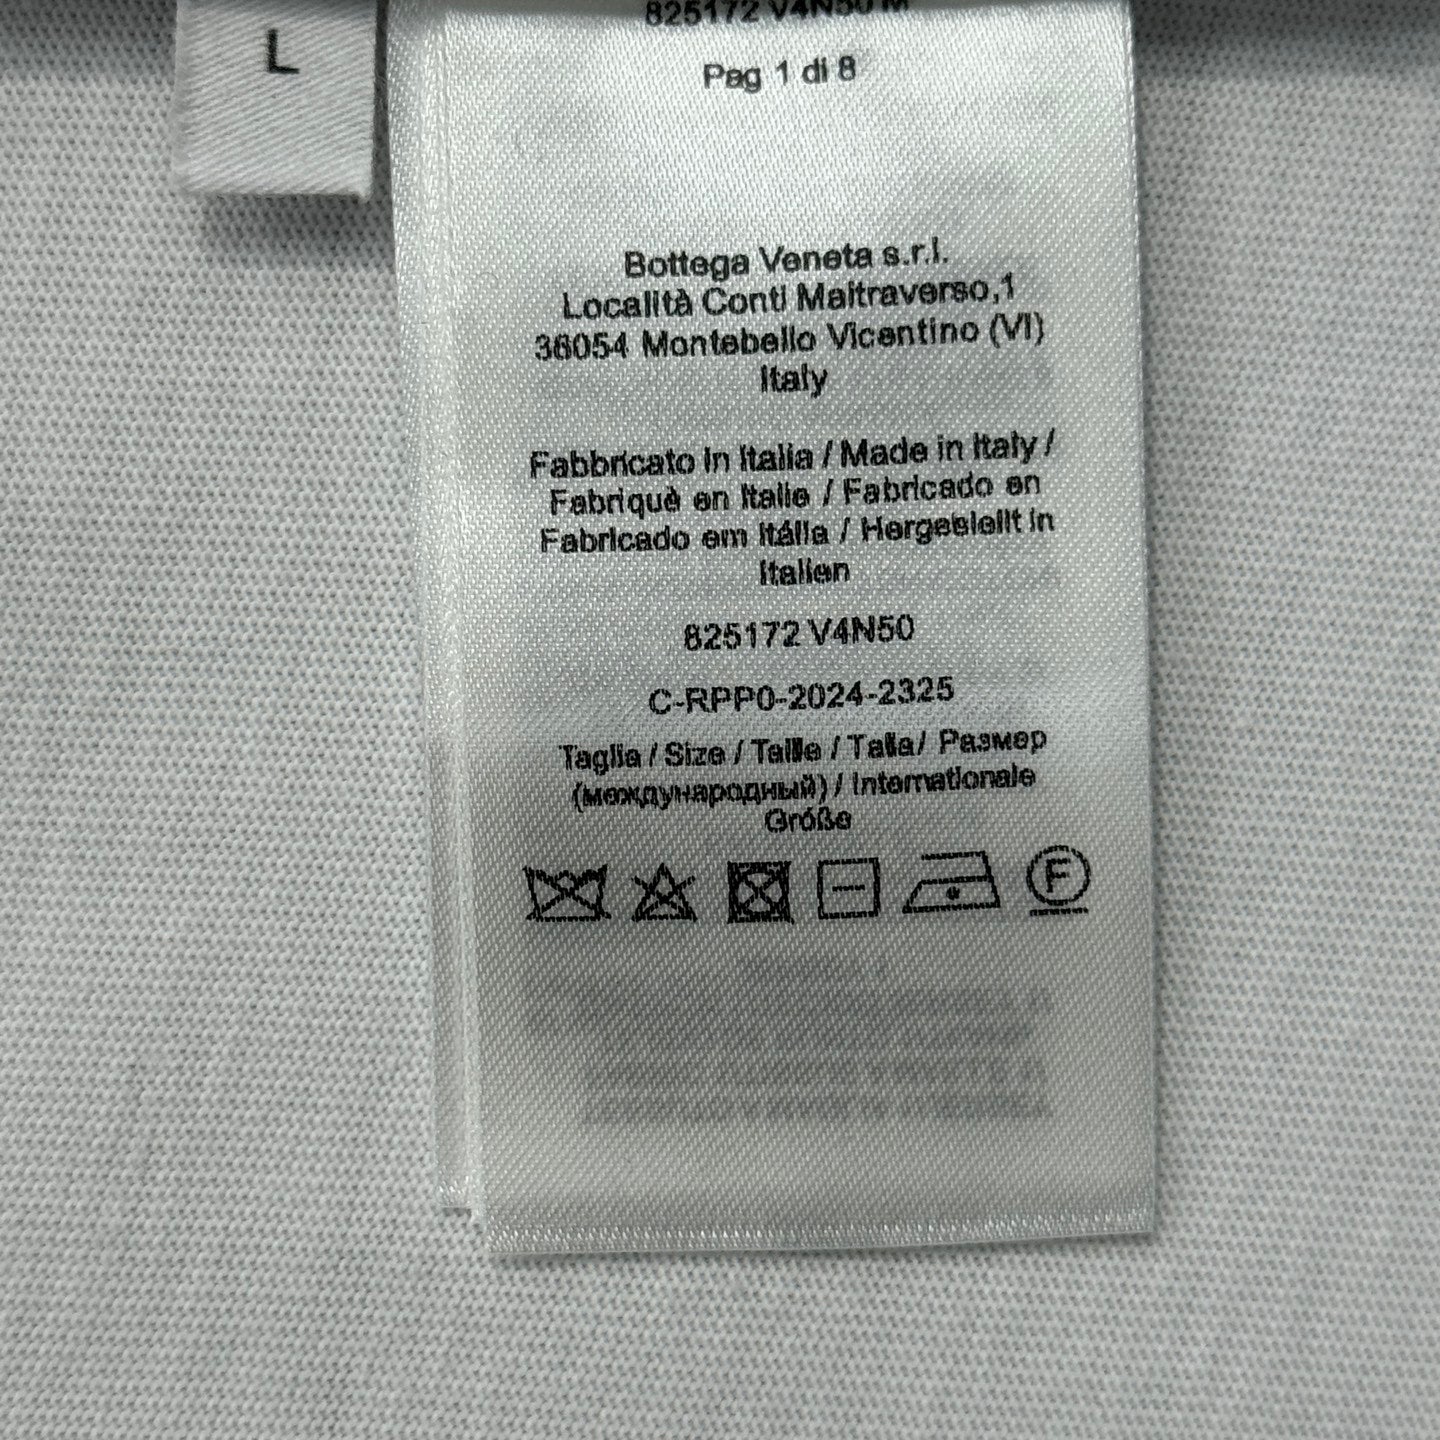 L
825172 V4N50 M
Pag 1 di 8
Bottega Veneta s.r.l.
Località Conti Maltraverso,1
36054 Montebello Vicentino (VI)
Italy
Fabbricato in Italia / Made in Italy /
Fabriquè en Italie / Fabricado en
Fabricado em Itália / Hergesiellt in
Italien
825172 V4N50
C-RPP0-2024-2325
Taglia / Size / Taille / Talla/ Размер
(международный) / Internationale
Größe
F